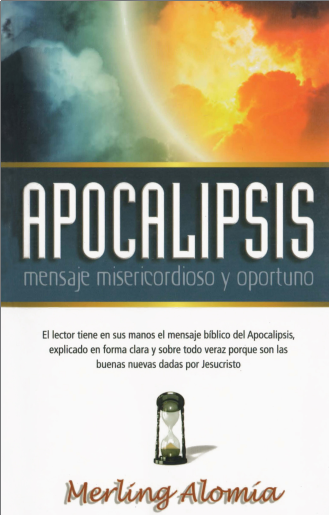 APOCALIPSIS
mensaje misericordioso y oportuno
El lector tiene en sus manos el mensaje bíblico del Apocalipsis,
explicado en forma clara y sobre todo veraz porque son las
buenas nuevas dadas por Jesucristo
Merling Alomía